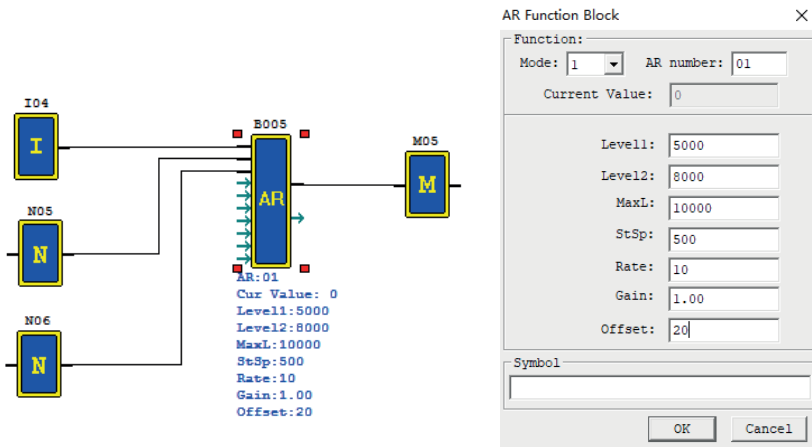 I04
I
B005
AR
M05
M
N05
N
N06
N
AR:01
Cur Value: 0
Level1:5000
Level2:8000
MaxL:10000
StSp:500
Rate:10
Gain:1.00
Offset:20
AR Function Block
Function:
Mode: 1 AR number: 01
Current Value: 0
Level1: 5000
Level2: 8000
MaxL: 10000
StSp: 500
Rate: 10
Gain: 1.00
Offset: 20
Symbol
OK Cancel